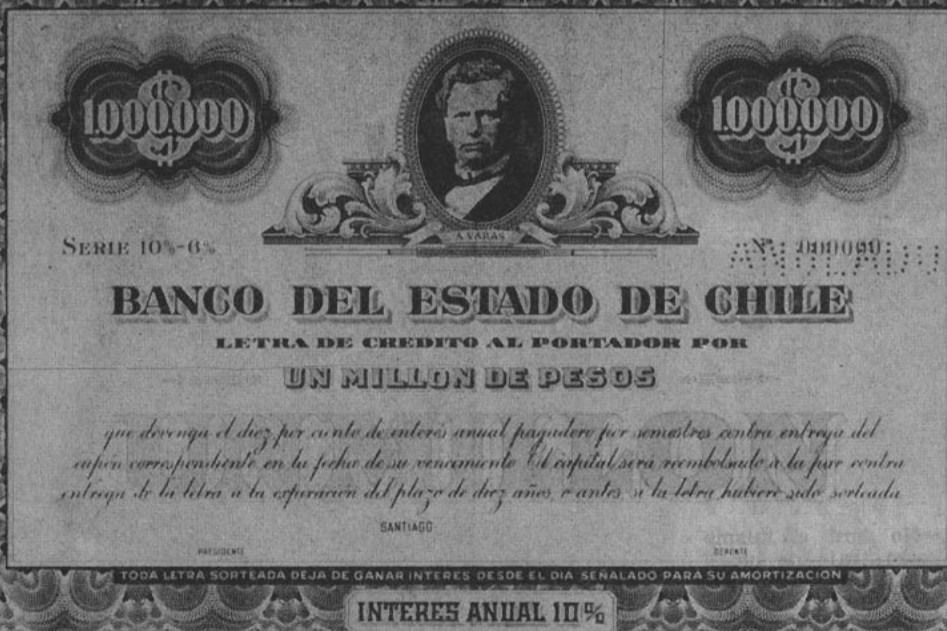 $ 1.000.000
$ 1.000.000
A. VARAS
SERIE 10%-6%
Nº 000000
ANULADO
BANCO DEL ESTADO DE CHILE
LETRA DE CREDITO AL PORTADOR POR
UN MILLON DE PESOS
que devenga el diez por ciento de interés anual pagadero por semestres contra entrega del
cupón correspondiente en la fecha de su vencimiento El capital será reembolsado a la par contra
entrega de la letra a la expiración del plazo de diez años o antes si la letra hubiere sido sorteada
SANTIAGO
PRESIDENTE
GERENTE
TODA LETRA SORTEADA DEJA DE GANAR INTERES DESDE EL DIA SEÑALADO PARA SU AMORTIZACION
INTERES ANUAL 10%